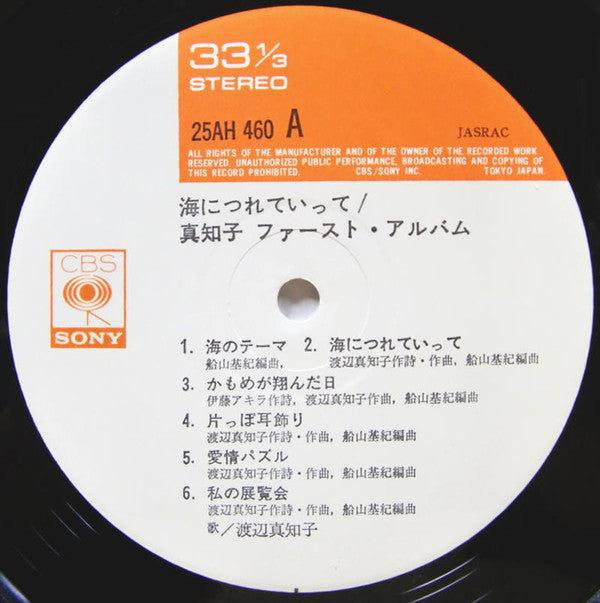 33 1/3
STEREO
25AH 460 A
JASRAC
ALL RIGHTS OF THE MANUFACTURER AND OF THE OWNER OF THE RECORDED WORK
RESERVED. UNAUTHORIZED PUBLIC PERFORMANCE, BROADCASTING AND COPYING OF
THIS RECORD PROHIBITED. CBS/SONY INC. TOKYO JAPAN.
海につれていって/
真知子 ファースト・アルバム
CBS
SONY
1. 海のテーマ 2. 海につれていって
船山基紀編曲, 渡辺真知子作詩・作曲, 船山基紀編曲
3. かもめが翔んだ日
伊藤アキラ作詩, 渡辺真知子作曲, 船山基紀編曲
4. 片っぽ耳飾り
渡辺真知子作詩・作曲, 船山基紀編曲
5. 愛情パズル
渡辺真知子作詩・作曲, 船山基紀編曲
6. 私の展覧会
渡辺真知子作詩・作曲, 船山基紀編曲
歌/渡辺真知子